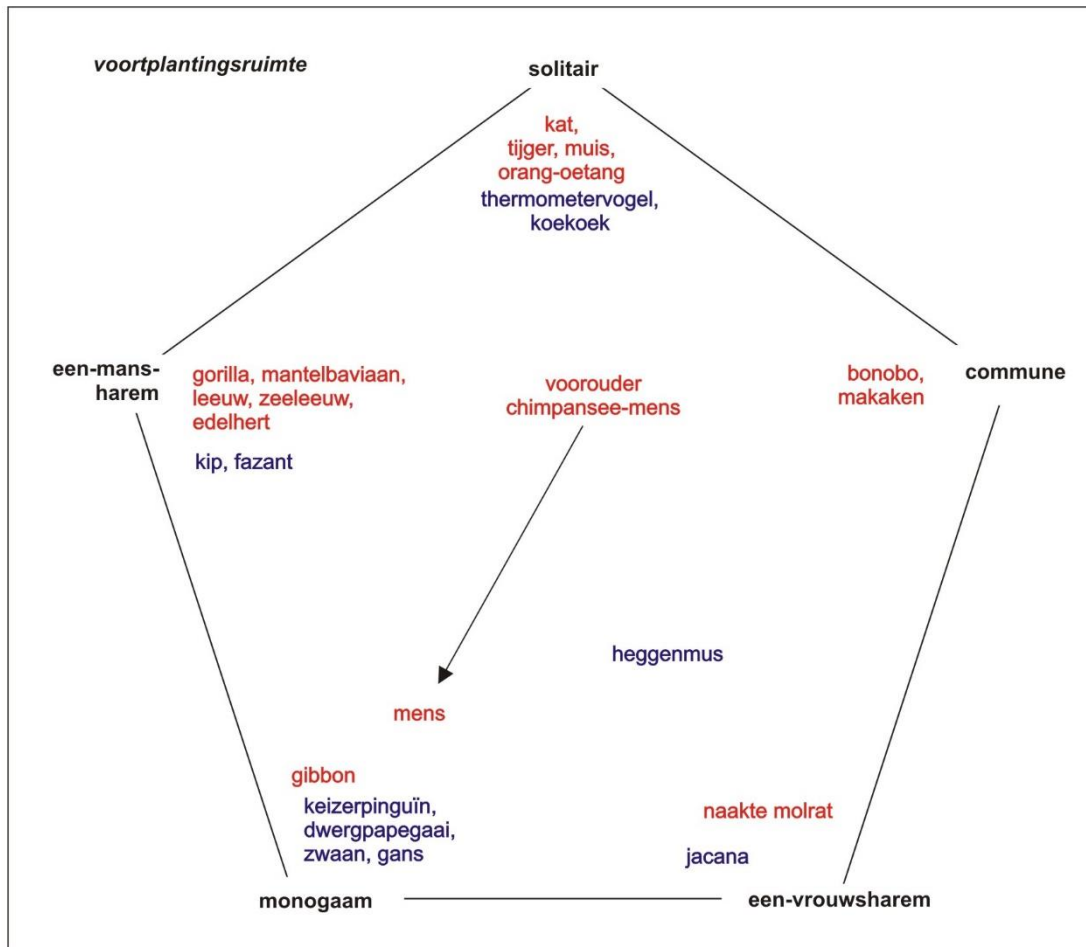 voortplantingsruimte
solitair
kat,
tijger, muis,
orang-oetang
thermometervogel,
koekoek
een-mans-
harem
gorilla, mantelbaviaan,
leeuw, zeeleeuw,
edelhert
kip, fazant
voorouder
chimpansee-mens
bonobo,
makaken
commune
heggenmus
mens
gibbon
keizerpinguïn,
dwergpapegaai,
zwaan, gans
naakte molrat
jacana
monogaam
een-vrouwsharem